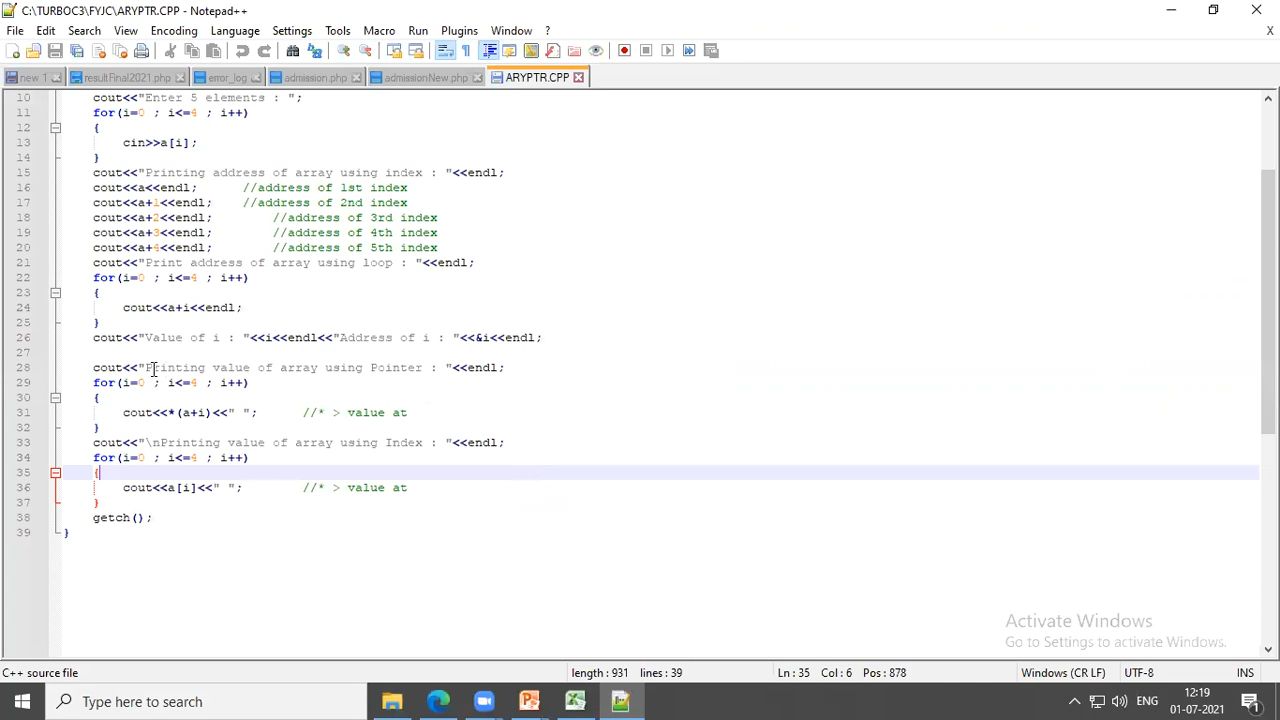 C:\TURBOC3\FYJC\ARYPTR.CPP - Notepad++
File Edit Search View Encoding Language Settings Tools Macro Run Plugins Window ? X
new 1 resultFinal2021.php error_log admission.php admissionNew.php ARYPTR.CPP
10 cout<<"Enter 5 elements : ";
11 for(i=0 ; i<=4 ; i++)
12 {
13 cin>>a[i];
14 }
15 cout<<"Printing address of array using index : "<<endl;
16 cout<<a<<endl; //address of 1st index
17 cout<<a+1<<endl; //address of 2nd index
18 cout<<a+2<<endl; //address of 3rd index
19 cout<<a+3<<endl; //address of 4th index
20 cout<<a+4<<endl; //address of 5th index
21 cout<<"Print address of array using loop : "<<endl;
22 for(i=0 ; i<=4 ; i++)
23 {
24 cout<<a+i<<endl;
25 }
26 cout<<"Value of i : "<<i<<endl<<"Address of i : "<<&i<<endl;
27
28 cout<<"Printing value of array using Pointer : "<<endl;
29 for(i=0 ; i<=4 ; i++)
30 {
31 cout<<*(a+i)<<" "; //* > value at
32 }
33 cout<<"\nPrinting value of array using Index : "<<endl;
34 for(i=0 ; i<=4 ; i++)
35 {
36 cout<<a[i]<<" "; //* > value at
37 }
38 getch();
39 }
Activate Windows
Go to Settings to activate Windows.
C++ source file length : 931 lines : 39 Ln : 35 Col : 6 Pos : 878 Windows (CR LF) UTF-8 INS
Type here to search ENG 12:19
01-07-2021 1